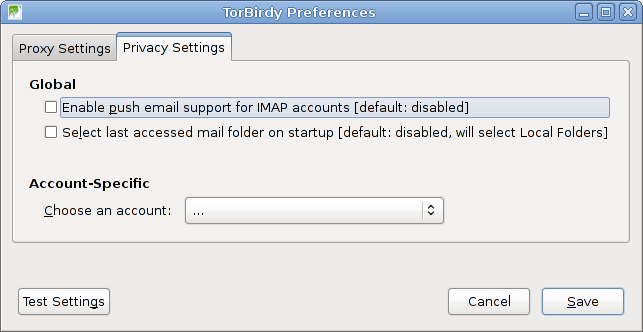 TorBirdy Preferences
Proxy Settings
Privacy Settings
Global
Enable push email support for IMAP accounts [default: disabled]
Select last accessed mail folder on startup [default: disabled, will select Local Folders]
Account-Specific
Choose an account:
...
Test Settings
Cancel
Save